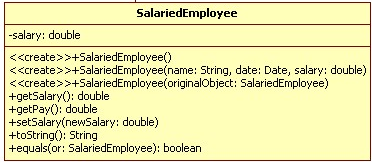 SalariedEmployee
-salary: double
<<create>>+SalariedEmployee()
<<create>>+SalariedEmployee(name: String, date: Date, salary: double)
<<create>>+SalariedEmployee(originalObject: SalariedEmployee)
+getSalary(): double
+getPay(): double
+setSalary(newSalary: double)
+toString(): String
+equals(or: SalariedEmployee): boolean